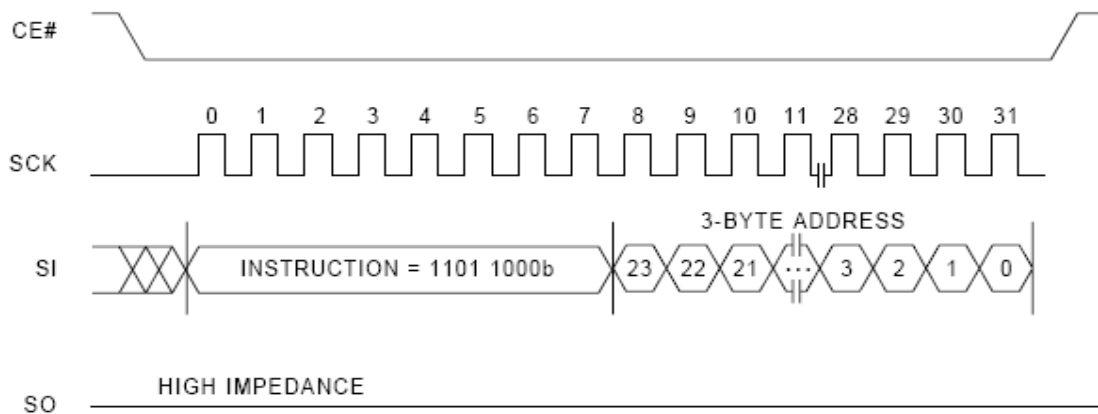 CE#
0 1 2 3 4 5 6 7 8 9 10 11 28 29 30 31
SCK
3-BYTE ADDRESS
SI INSTRUCTION = 1101 1000b 23 22 21 ... 3 2 1 0
HIGH IMPEDANCE
SO